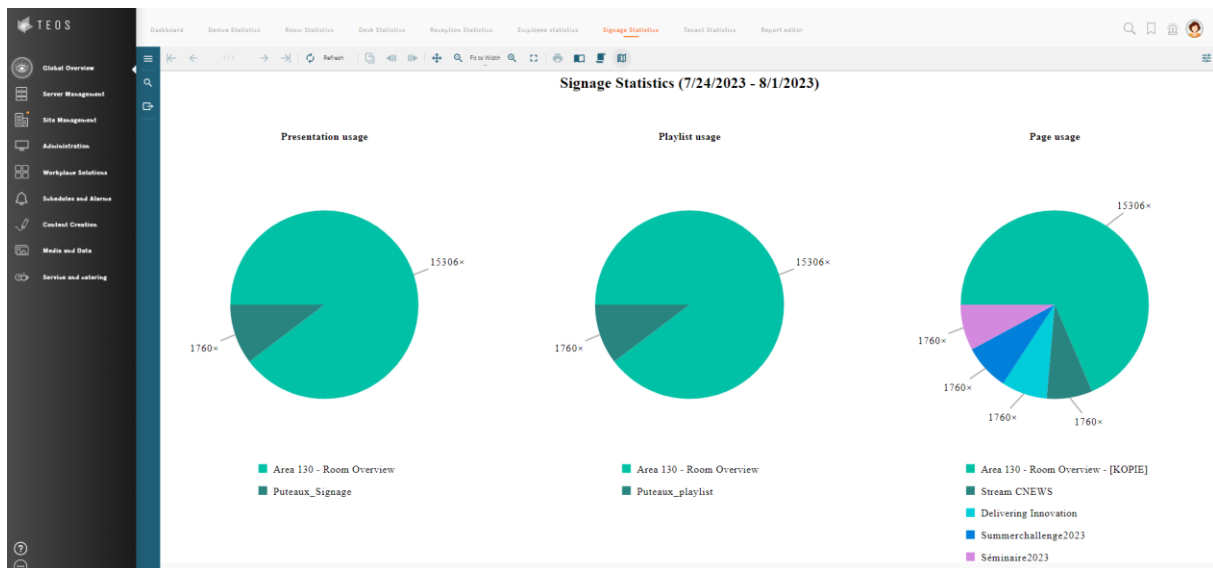 TEOS
Dashboard Device Statistics Room Statistics Desk Statistics Reception Statistics Employee statistics Signage Statistics Tenant Statistics Report editor
1 / 1 Refresh Fit to Width
Global Overview
Server Management
Site Management
Administration
Workplace Solutions
Schedules and Alarms
Content Creation
Media and Data
Service and catering
Signage Statistics (7/24/2023 - 8/1/2023)
Presentation usage
15306×
1760×
Area 130 - Room Overview
Puteaux_Signage
Playlist usage
15306×
1760×
Area 130 - Room Overview
Puteaux_playlist
Page usage
15306×
1760×
1760×
1760×
1760×
Area 130 - Room Overview - [KOPIE]
Stream CNEWS
Delivering Innovation
Summerchallenge2023
Séminaire2023